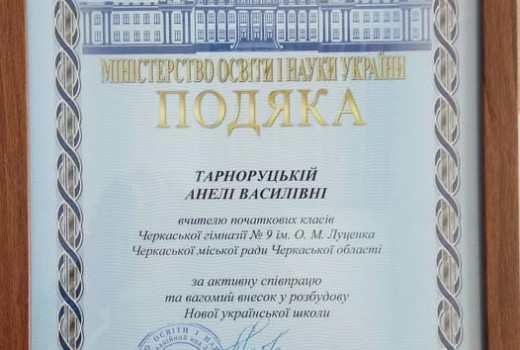 МІНІСТЕРСТВО ОСВІТИ І НАУКИ УКРАЇНИ
ПОДЯКА
ТАРНОРУЦЬКІЙ
АНЕЛІ ВАСИЛІВНІ
вчителю початкових класів
Черкаської гімназії № 9 ім. О. М. Луценка
Черкаської міської ради Черкаської області
за активну співпрацю
та вагомий внесок у розбудову
Нової української школи